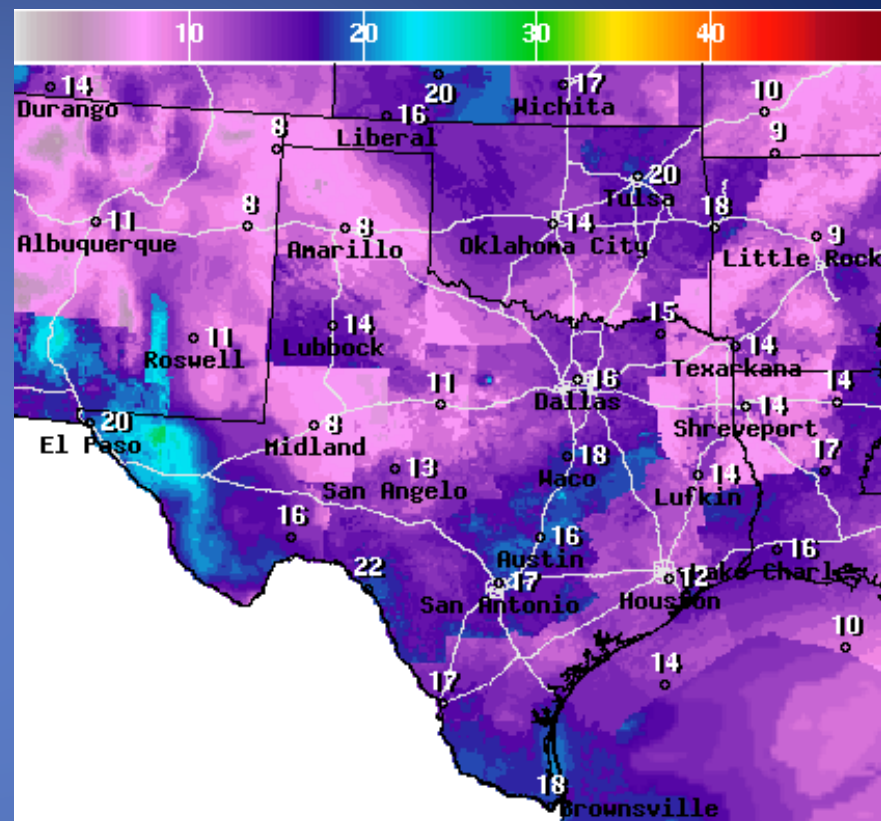 10 20 30 40
14
Durango
20
16
Liberal
17
Wichita
10
9
8
20
Tulsa
11
Albuquerque
8
8
Amarillo
14
Oklahoma City
18
9
Little Rock
11
Roswell
14
Lubbock
15
14
Texarkana
11
16
Dallas
14
Shreveport
14
20
El Paso
8
Midland
13
San Angelo
18
Waco
14
Lufkin
17
16
22
16
Austin
17
San Antonio
12
Houston
16
Lake Charl
17
14
10
18
Brownsville